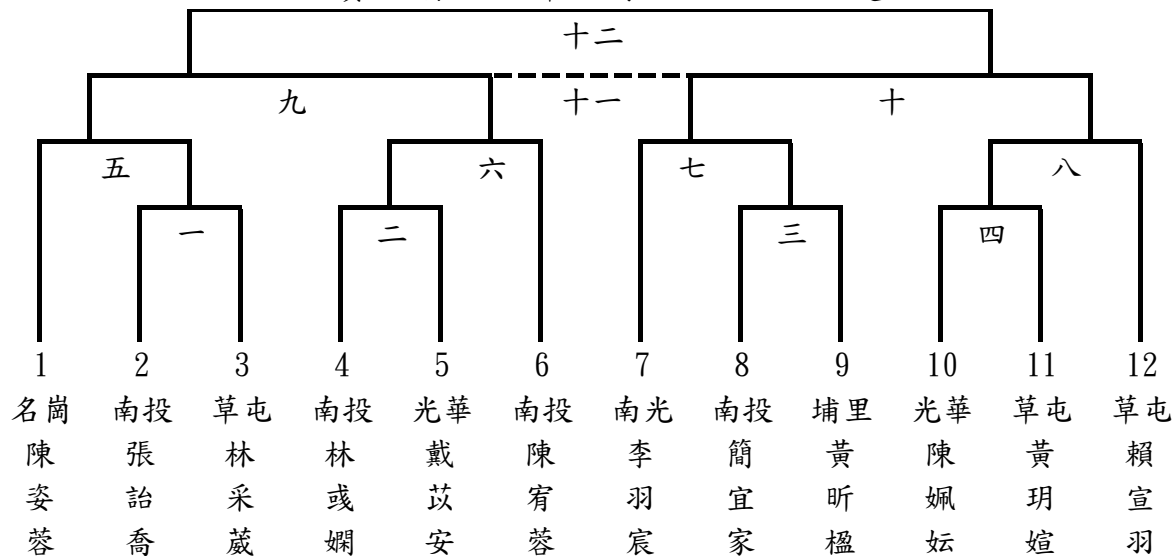 十二
九 十一 十
五 六 七 八
一 二 三 四
1 2 3 4 5 6 7 8 9 10 11 12
名崗 南投 草屯 南投 光華 南投 南光 南投 埔里 光華 草屯 草屯
陳 張 林 林 戴 陳 李 簡 黃 陳 黃 賴
姿 詒 采 彧 苡 宥 羽 宜 昕 姵 玥 宣
蓉 喬 葳 嫻 安 蓉 宸 家 楹 妘 媗 羽